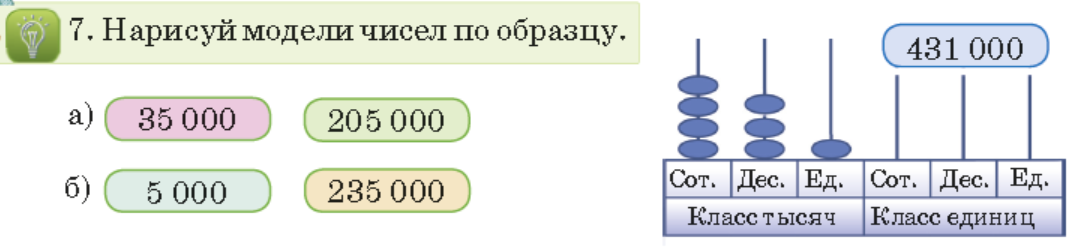 7. Нарисуй модели чисел по образцу.
а) 35 000 205 000
б) 5 000 235 000
431 000
Сот. Дес. Ед. Сот. Дес. Ед.
Класс тысяч Класс единиц